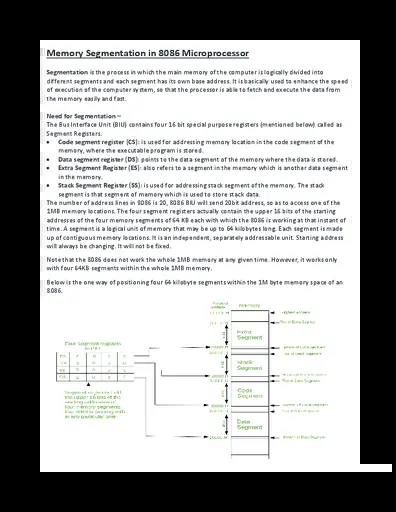 Memory Segmentation in 8086 Microprocessor
Segmentation is the process in which the main memory of the computer is logically divided into
different segments and each segment has its own base address. It is basically used to enhance the speed
of execution of the computer system, so that the processor is able to fetch and execute the data from
the memory easily and fast.
Need for Segmentation –
The Bus Interface Unit (BIU) contains four 16 bit special purpose registers (mentioned below) called as
Segment Registers.
• Code segment register (CS): is used for addressing memory location in the code segment of the
memory, where the executable program is stored.
• Data segment register (DS): points to the data segment of the memory where the data is stored.
• Extra Segment Register (ES): also refers to a segment in the memory which is another data segment
in the memory.
• Stack Segment Register (SS): is used for addressing stack segment of the memory. The stack
segment is that segment of memory which is used to store stack data.
The number of address lines in 8086 is 20, 8086 BIU will send 20bit address, so as to access one of the
1MB memory locations. The four segment registers actually contain the upper 16 bits of the starting
addresses of the four memory segments of 64 KB each with which the 8086 is working at that instant of
time. A segment is a logical unit of memory that may be up to 64 kilobytes long. Each segment is made
up of contiguous memory locations. It is an independent, separately addressable unit. Starting address
will always be changing. It will not be fixed.
Note that the 8086 does not work the whole 1MB memory at any given time. However, it works only
with four 64KB segments within the whole 1MB memory.
Below is the one way of positioning four 64 kilobyte segments within the 1M byte memory space of an
8086.
Memory
Highest address
Extra
Segment
Four segment registers
Stack
Segment
Code
Segment
Data
Segment